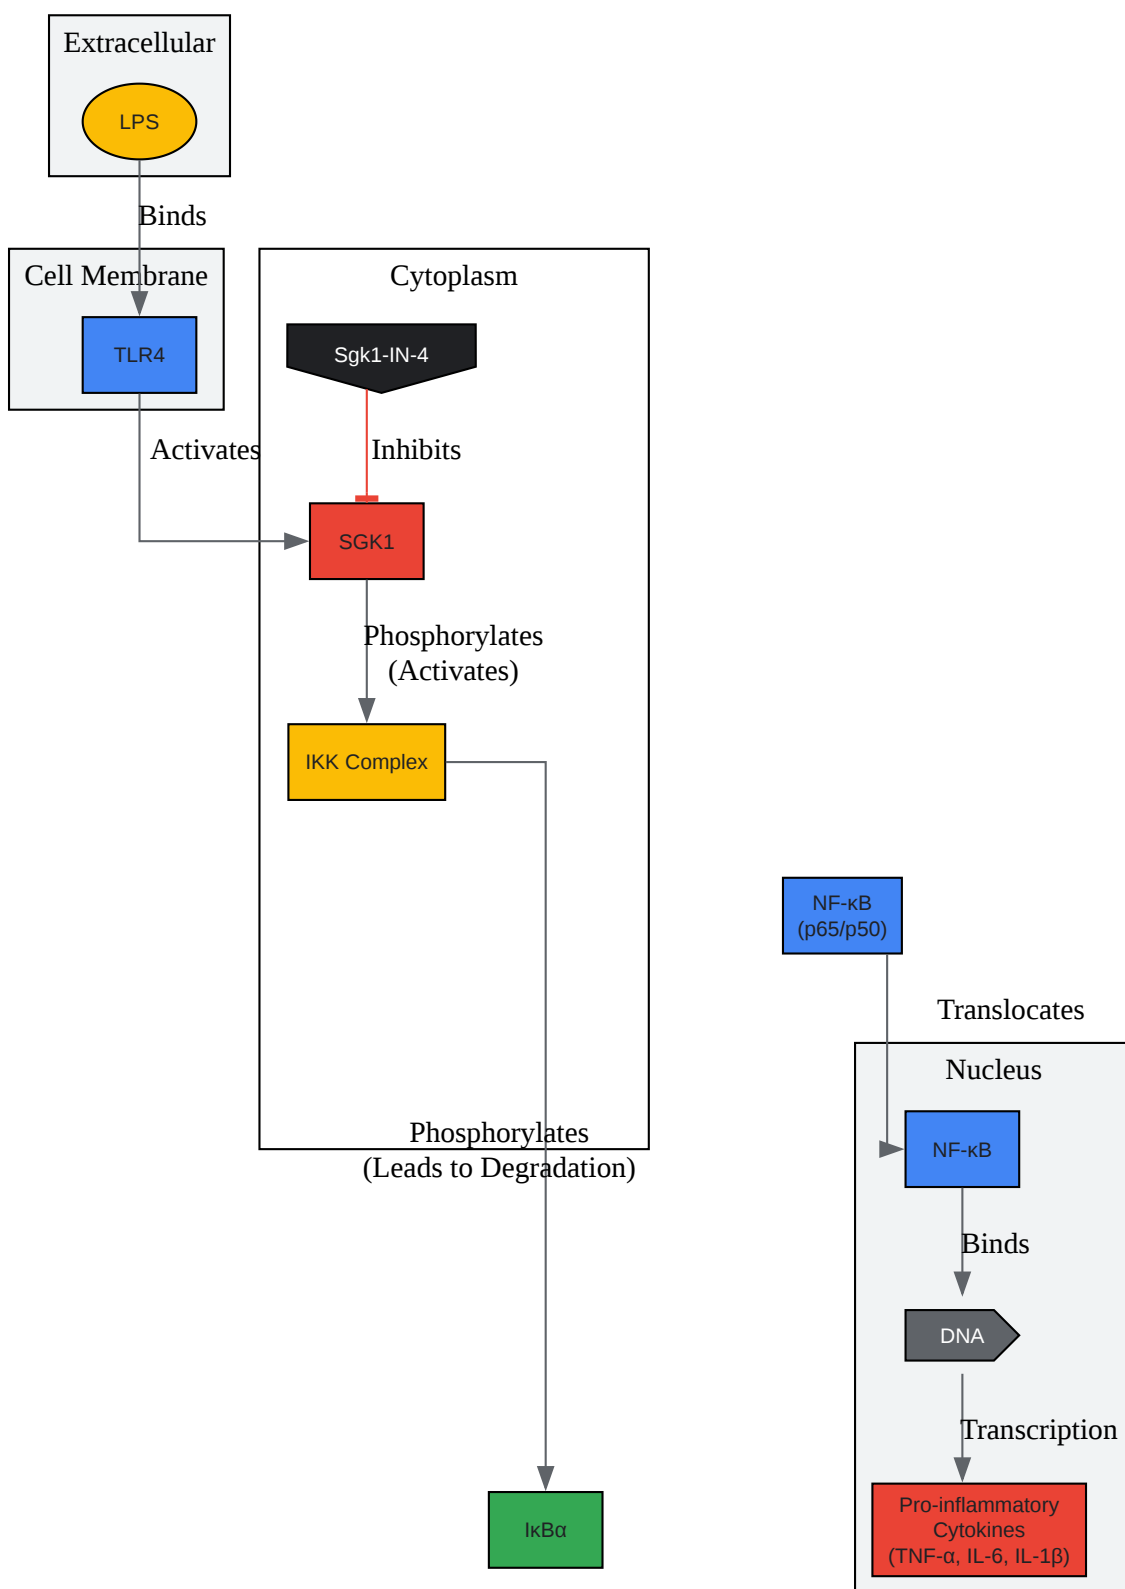 Extracellular
LPS
Binds
Cell Membrane
TLR4
Activates
Cytoplasm
Sgk1-IN-4
Inhibits
SGK1
Phosphorylates
(Activates)
IKK Complex
Phosphorylates
(Leads to Degradation)
IκBα
NF-κB
(p65/p50)
Translocates
Nucleus
NF-κB
Binds
DNA
Transcription
Pro-inflammatory
Cytokines
(TNF-α, IL-6, IL-1β)